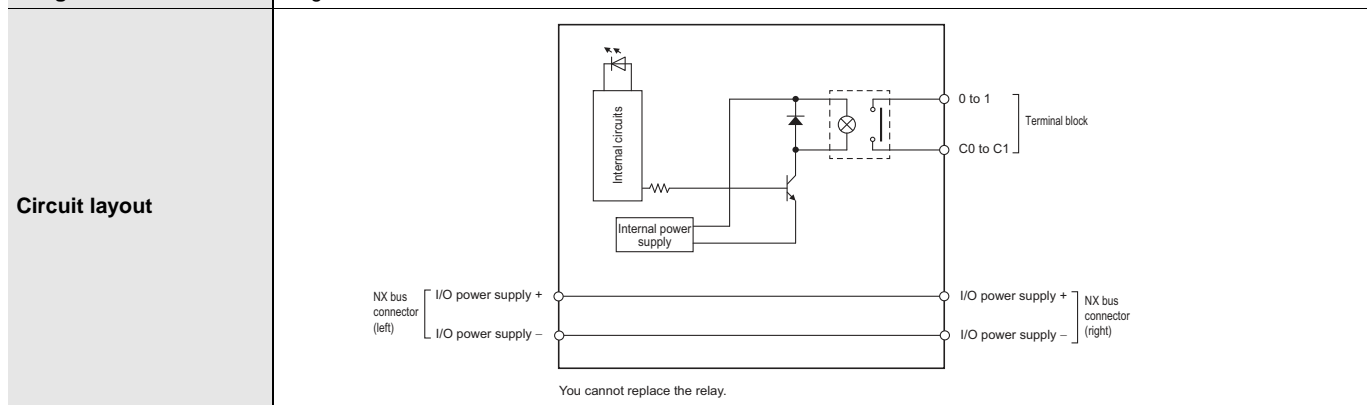 Circuit layout
Internal circuits
Internal power
supply
0 to 1
C0 to C1
Terminal block
NX bus
connector
(left)
I/O power supply +
I/O power supply −
I/O power supply +
I/O power supply −
NX bus
connector
(right)
You cannot replace the relay.